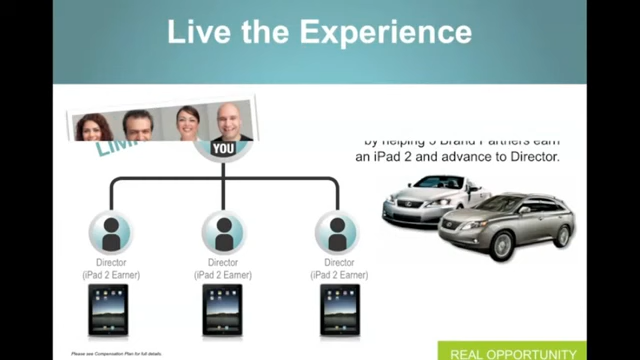 Live the Experience
LIM
YOU
by helping 3 Brand Partners earn
an iPad 2 and advance to Director.
Director
(iPad 2 Earner)
Director
(iPad 2 Earner)
Director
(iPad 2 Earner)
Please see Compensation Plan for full details.
REAL OPPORTUNITY